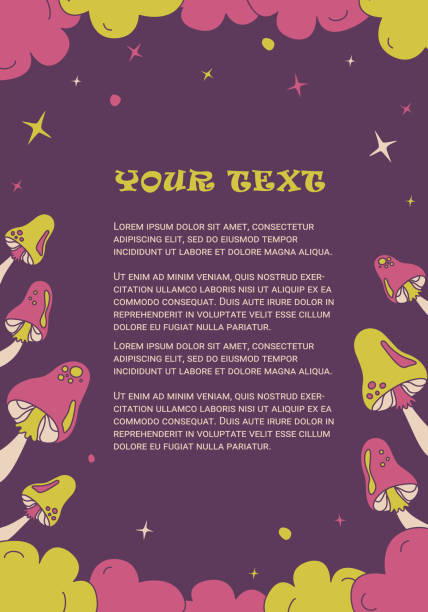 YOUR TEXT
LOREM IPSUM DOLOR SIT AMET, CONSECTETUR
ADIPISCING ELIT, SED DO EIUSMOD TEMPOR
INCIDIDUNT UT LABORE ET DOLORE MAGNA ALIQUA.
UT ENIM AD MINIM VENIAM, QUIS NOSTRUD EXER-
CITATION ULLAMCO LABORIS NISI UT ALIQUIP EX EA
COMMODO CONSEQUAT. DUIS AUTE IRURE DOLOR IN
REPREHENDERIT IN VOLUPTATE VELIT ESSE CILLUM
DOLORE EU FUGIAT NULLA PARIATUR.
LOREM IPSUM DOLOR SIT AMET, CONSECTETUR
ADIPISCING ELIT, SED DO EIUSMOD TEMPOR
INCIDIDUNT UT LABORE ET DOLORE MAGNA ALIQUA.
UT ENIM AD MINIM VENIAM, QUIS NOSTRUD EXER-
CITATION ULLAMCO LABORIS NISI UT ALIQUIP EX EA
COMMODO CONSEQUAT. DUIS AUTE IRURE DOLOR IN
REPREHENDERIT IN VOLUPTATE VELIT ESSE CILLUM
DOLORE EU FUGIAT NULLA PARIATUR.